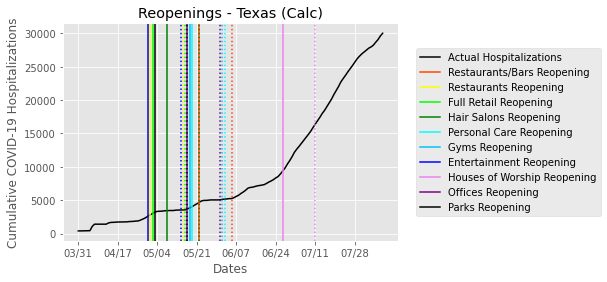 Reopenings - Texas (Calc)
Cumulative COVID-19 Hospitalizations
30000
25000
20000
15000
10000
5000
0
03/31 04/17 05/04 05/21 06/07 06/24 07/11 07/28
Dates
Actual Hospitalizations
Restaurants/Bars Reopening
Restaurants Reopening
Full Retail Reopening
Hair Salons Reopening
Personal Care Reopening
Gyms Reopening
Entertainment Reopening
Houses of Worship Reopening
Offices Reopening
Parks Reopening